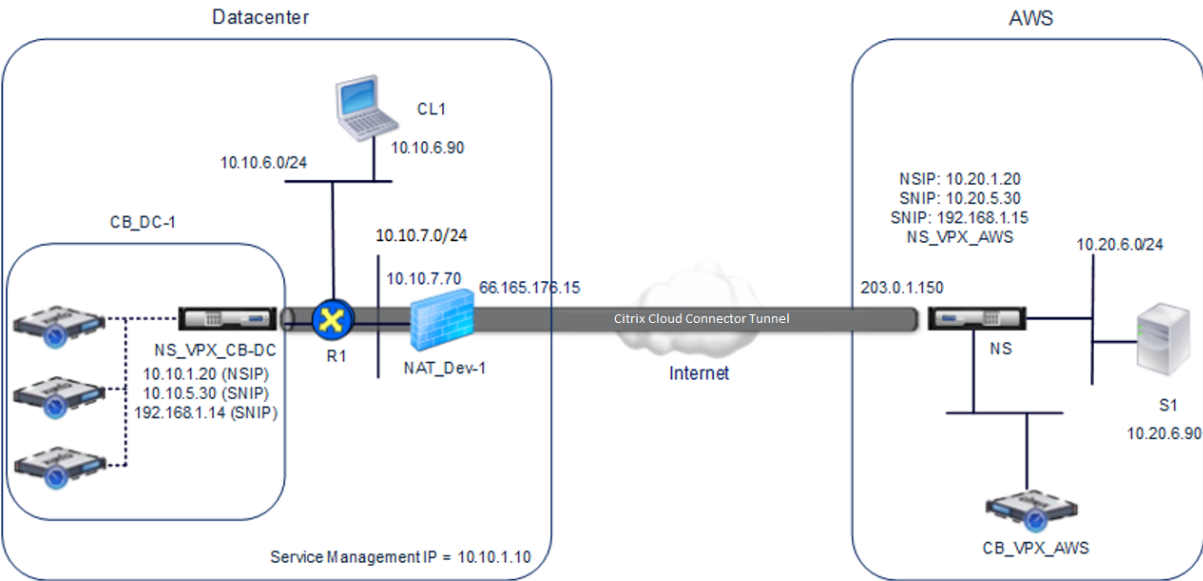 Datacenter
AWS
CL1
10.10.6.90
10.10.6.0/24
CB_DC-1
10.10.7.0/24
10.10.7.70
66.165.176.15
NS_VPX_CB-DC
10.10.1.20 (NSIP)
10.10.5.30 (SNIP)
192.168.1.14 (SNIP)
R1
NAT_Dev-1
Citrix Cloud Connector Tunnel
Internet
Service Management IP = 10.10.1.10
NSIP: 10.20.1.20
SNIP: 10.20.5.30
SNIP: 192.168.1.15
NS_VPX_AWS
10.20.6.0/24
203.0.1.150
NS
S1
10.20.6.90
CB_VPX_AWS